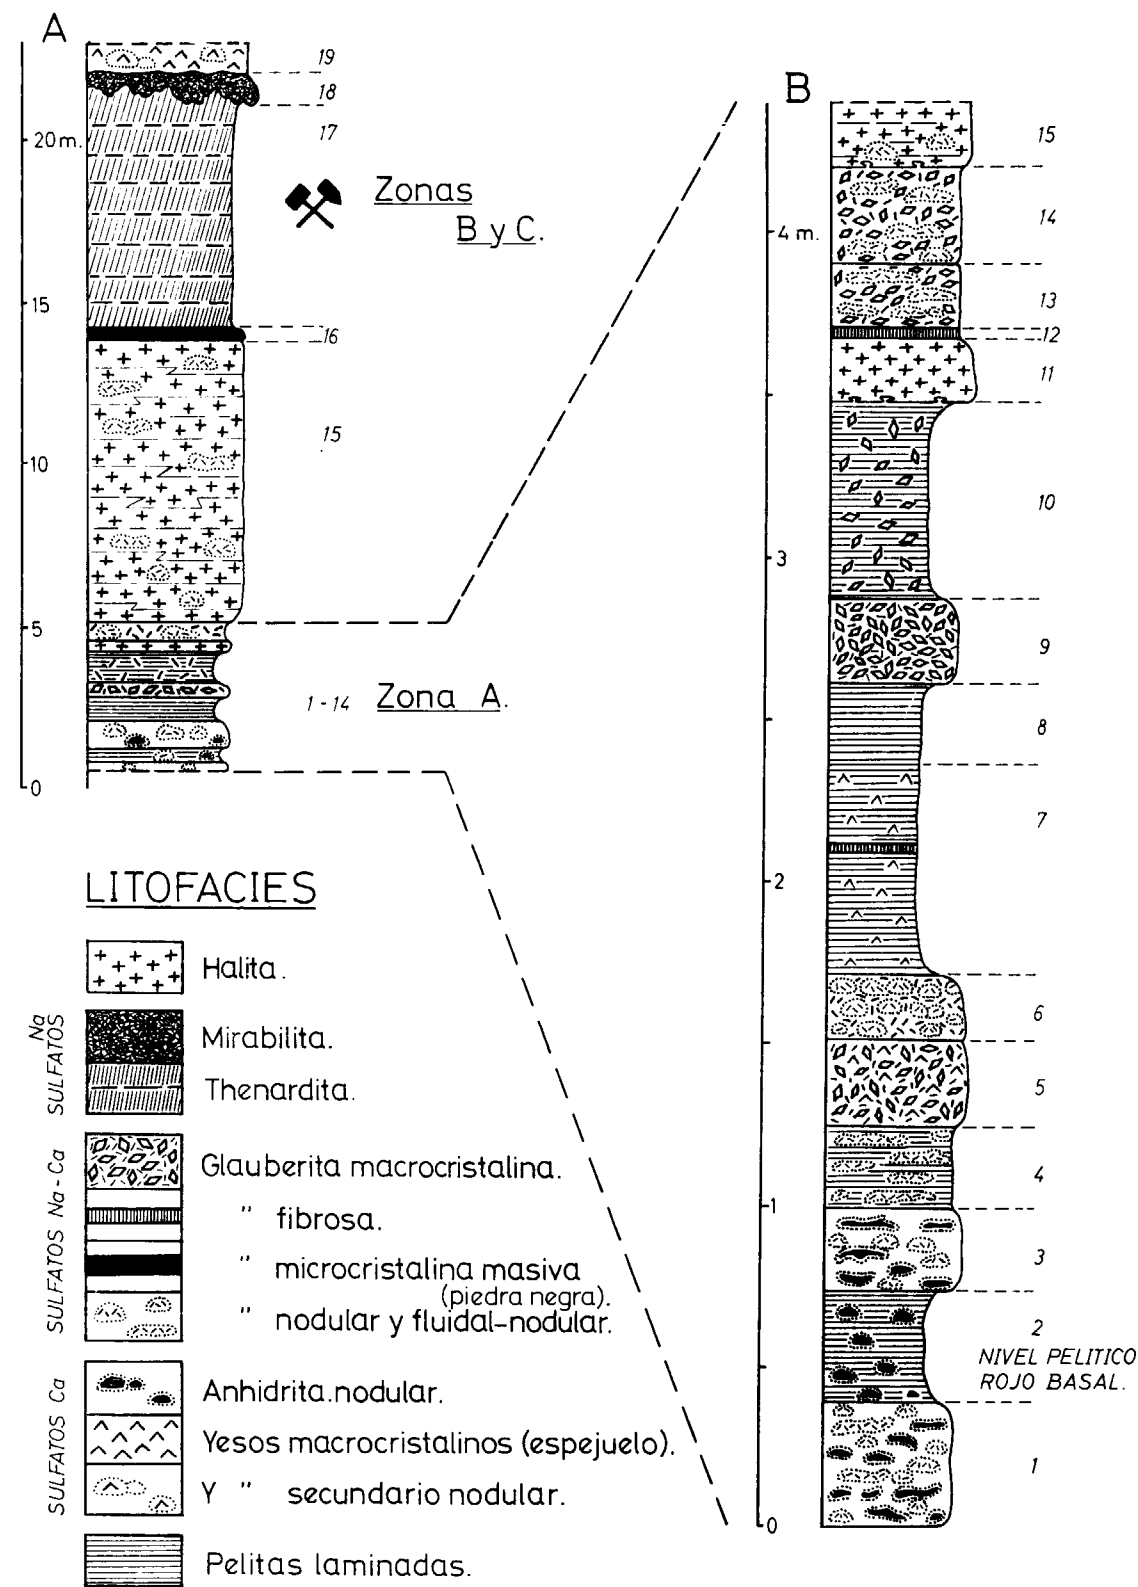 A
19
18
17
20 m.
Zonas
B y C.
15
16
15
10
5
1-14 Zona A.
0
B
15
14
4 m.
13
12
11
10
3
9
8
7
2
6
5
4
1
3
2
NIVEL PELITICO
ROJO BASAL.
1
0
LITOFACIES
Halita.
SULFATOS Na
Mirabilita.
Thenardita.
SULFATOS Na-Ca
Glauberita macrocristalina.
" fibrosa.
" microcristalina masiva
(piedra negra).
" nodular y fluidal-nodular.
SULFATOS Ca
Anhidrita nodular.
Yesos macrocristalinos (espejuelo).
Y " secundario nodular.
Pelitas laminadas.